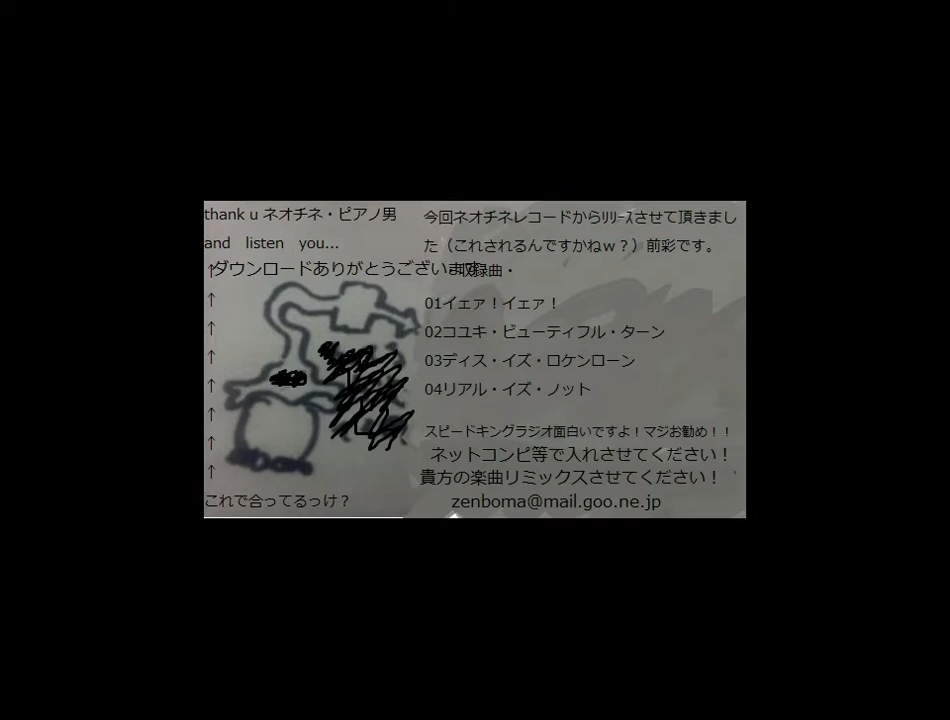 thank u ネオチネ・ピアノ男
and listen you...
↑ダウンロードありがとうございます
↑
↑
↑
↑
↑
↑
↑
これで合ってるっけ？
今回ネオチネレコードからﾘﾘｰｽさせて頂きまし
た（これされるんですかねｗ？）前彩です。
収録曲・
01イェァ！イェァ！
02コユキ・ビューティフル・ターン
03ディス・イズ・ロケンローン
04リアル・イズ・ノット
スピードキングラジオ面白いですよ！マジお勧め！！
ネットコンピ等で入れさせてください！
貴方の楽曲リミックスさせてください！
zenboma@mail.goo.ne.jp